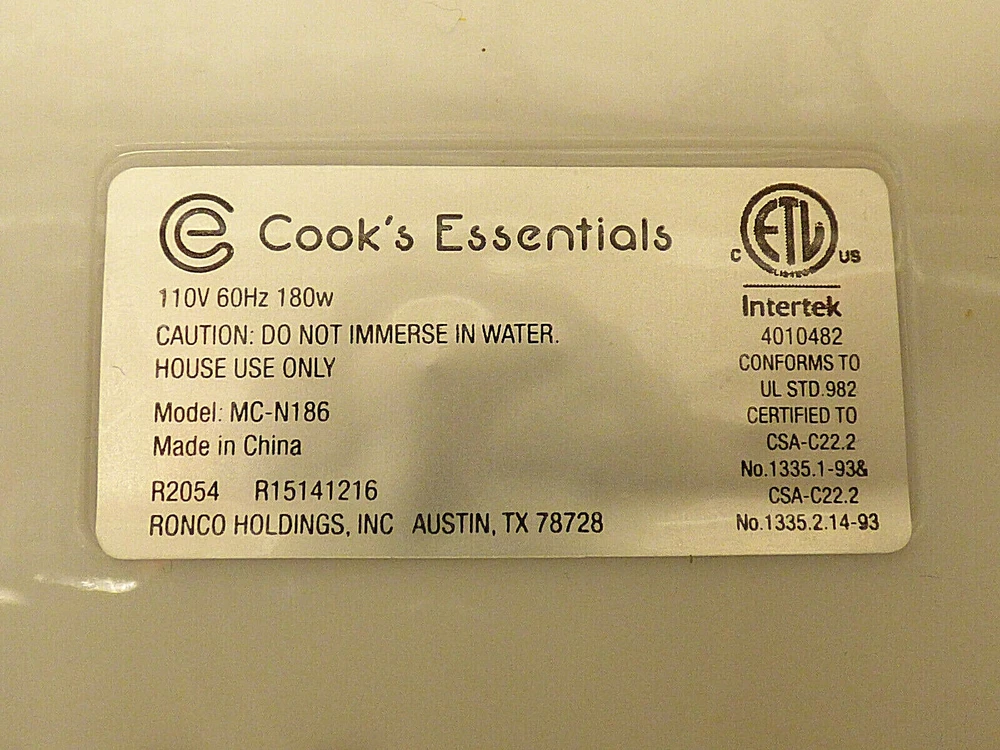 e Cook's Essentials
110V 60Hz 180w
CAUTION: DO NOT IMMERSE IN WATER.
HOUSE USE ONLY
Model: MC-N186
Made in China
R2054 R15141216
RONCO HOLDINGS, INC AUSTIN, TX 78728
ETL
LISTED
C US
Intertek
4010482
CONFORMS TO
UL STD.982
CERTIFIED TO
CSA-C22.2
No.1335.1-93&
CSA-C22.2
No.1335.2.14-93